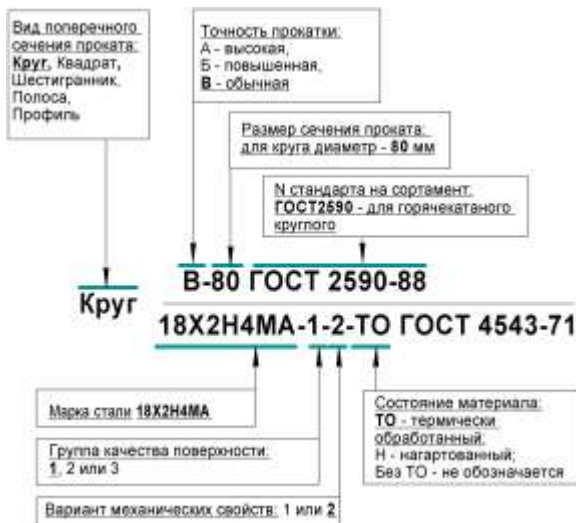 Вид поперечного
сечения проката:
Круг, Квадрат,
Шестигранник,
Полоса,
Профиль
Точность прокатки:
А - высокая,
Б - повышенная,
В - обычная
Размер сечения проката:
для круга диаметр - 80 мм
N стандарта на сортамент:
ГОСТ2590 - для горячекатаного
круглого
В-80 ГОСТ 2590-88
Круг
18Х2Н4МА-1-2-ТО ГОСТ 4543-71
Марка стали 18Х2Н4МА
Группа качества поверхности:
1, 2 или 3
Вариант механических свойств: 1 или 2
Состояние материала:
ТО - термически
обработанный;
Н - нагартованный;
Без ТО - не обозначается